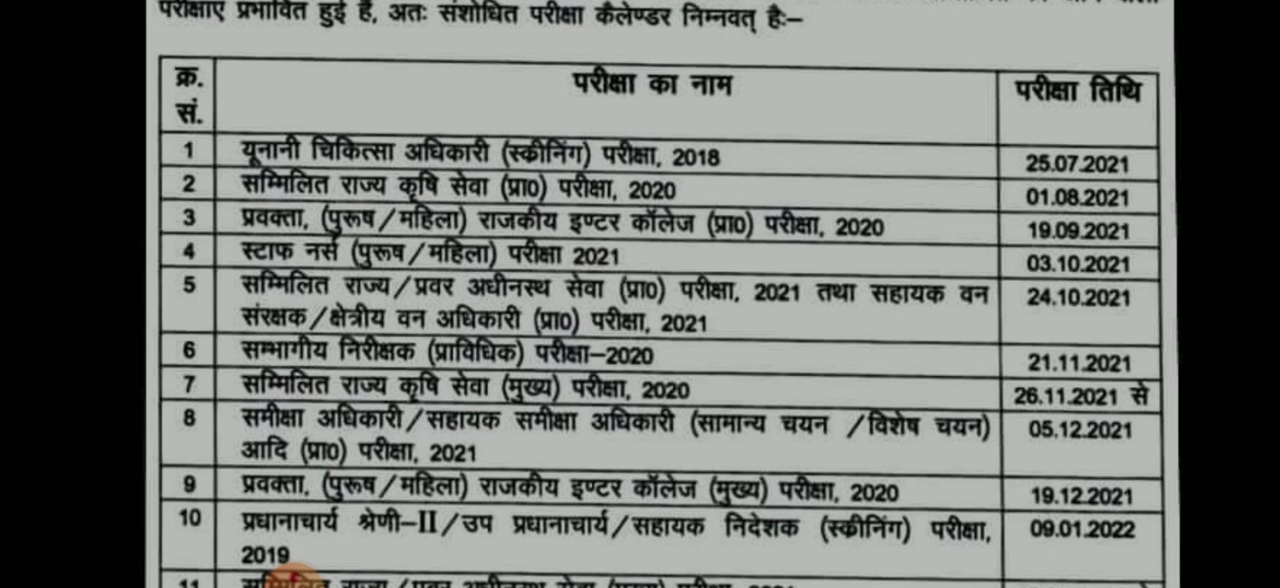 परीक्षाएं प्रभावित हुई हैं, अतः संशोधित परीक्षा कैलेण्डर निम्नवत् हैः–
क्र. सं. परीक्षा का नाम परीक्षा तिथि
1 यूनानी चिकित्सा अधिकारी (स्कीनिंग) परीक्षा, 2018 25.07.2021
2 सम्मिलित राज्य कृषि सेवा (प्रा0) परीक्षा, 2020 01.08.2021
3 प्रवक्ता, (पुरूष/महिला) राजकीय इण्टर कॉलेज (प्रा0) परीक्षा, 2020 19.09.2021
4 स्टाफ नर्स (पुरूष/महिला) परीक्षा 2021 03.10.2021
5 सम्मिलित राज्य/प्रवर अधीनस्थ सेवा (प्रा0) परीक्षा, 2021 तथा सहायक वन 24.10.2021
संरक्षक/क्षेत्रीय वन अधिकारी (प्रा0) परीक्षा, 2021
6 सम्भागीय निरीक्षक (प्राविधिक) परीक्षा–2020 21.11.2021
7 सम्मिलित राज्य कृषि सेवा (मुख्य) परीक्षा, 2020 26.11.2021 से
8 समीक्षा अधिकारी/सहायक समीक्षा अधिकारी (सामान्य चयन /विशेष चयन) 05.12.2021
आदि (प्रा0) परीक्षा, 2021
9 प्रवक्ता, (पुरूष/महिला) राजकीय इण्टर कॉलेज (मुख्य) परीक्षा, 2020 19.12.2021
10 प्रधानाचार्य श्रेणी–II/उप प्रधानाचार्य/सहायक निदेशक (स्कीनिंग) परीक्षा, 09.01.2022
2019
11